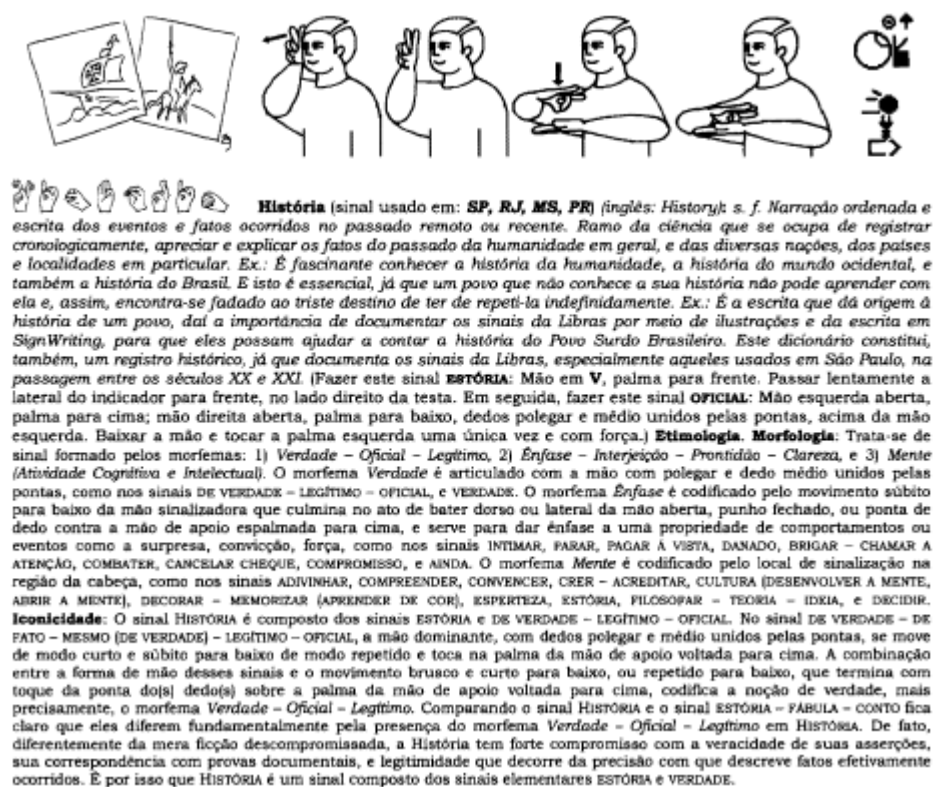 História (sinal usado em: SP, RJ, MS, PR) (inglês: History): s. f. Narração ordenada e
escrita dos eventos e fatos ocorridos no passado remoto ou recente. Ramo da ciência que se ocupa de registrar
cronologicamente, apreciar e explicar os fatos do passado da humanidade em geral, e das diversas nações, dos países
e localidades em particular. Ex.: É fascinante conhecer a história da humanidade, a história do mundo ocidental, e
também a história do Brasil. E isto é essencial, já que um povo que não conhece a sua história não pode aprender com
ela e, assim, encontra-se fadado ao triste destino de ter de repeti-la indefinidamente. Ex.: É a escrita que dá origem à
história de um povo, daí a importância de documentar os sinais da Libras por meio de ilustrações e da escrita em
SignWriting, para que eles possam ajudar a contar a história do Povo Surdo Brasileiro. Este dicionário constitui,
também, um registro histórico, já que documenta os sinais da Libras, especialmente aqueles usados em São Paulo, na
passagem entre os séculos XX e XXI. (Fazer este sinal ESTÓRIA: Mão em V, palma para frente. Passar lentamente a
lateral do indicador para frente, no lado direito da testa. Em seguida, fazer este sinal OFICIAL: Mão esquerda aberta,
palma para cima; mão direita aberta, palma para baixo, dedos polegar e médio unidos pelas pontas, acima da mão
esquerda. Baixar a mão e tocar a palma esquerda uma única vez e com força.) Etimologia. Morfologia: Trata-se de
sinal formado pelos morfemas: 1) Verdade – Oficial – Legítimo, 2) Ênfase – Interjeição – Prontidão – Clareza, e 3) Mente
(Atividade Cognitiva e Intelectual). O morfema Verdade é articulado com a mão com polegar e dedo médio unidos pelas
pontas, como nos sinais DE VERDADE – LEGÍTIMO – OFICIAL, e VERDADE. O morfema Ênfase é codificado pelo movimento súbito
para baixo da mão sinalizadora que culmina no ato de bater dorso ou lateral da mão aberta, punho fechado, ou ponta de
dedo contra a mão de apoio espalmada para cima, e serve para dar ênfase a uma propriedade de comportamentos ou
eventos como a surpresa, convicção, força, como nos sinais INTIMAR, PARAR, PAGAR À VISTA, DANADO, BRIGAR – CHAMAR A
ATENÇÃO, COMBATER, CANCELAR CHEQUE, COMPROMISSO, e AINDA. O morfema Mente é codificado pelo local de sinalização na
região da cabeça, como nos sinais ADIVINHAR, COMPREENDER, CONVENCER, CRER – ACREDITAR, CULTURA (DESENVOLVER A MENTE,
ABRIR A MENTE), DECORAR – MEMORIZAR (APRENDER DE COR), ESPERTEZA, ESTÓRIA, FILOSOFAR – TEORIA – IDEIA, e DECIDIR.
Iconicidade: O sinal HISTÓRIA é composto dos sinais ESTÓRIA e DE VERDADE – LEGÍTIMO – OFICIAL. No sinal DE VERDADE – DE
FATO – MESMO (DE VERDADE) – LEGÍTIMO – OFICIAL, a mão dominante, com dedos polegar e médio unidos pelas pontas, se move
de modo curto e súbito para baixo de modo repetido e toca na palma da mão de apoio voltada para cima. A combinação
entre a forma de mão desses sinais e o movimento brusco e curto para baixo, ou repetido para baixo, que termina com
toque da ponta do(s) dedo(s) sobre a palma da mão de apoio voltada para cima, codifica a noção de verdade, mais
precisamente, o morfema Verdade – Oficial – Legítimo. Comparando o sinal HISTÓRIA e o sinal ESTÓRIA – FÁBULA – CONTO fica
claro que eles diferem fundamentalmente pela presença do morfema Verdade – Oficial – Legítimo em HISTÓRIA. De fato,
diferentemente da mera ficção descompromissada, a História tem forte compromisso com a veracidade de suas asserções,
sua correspondência com provas documentais, e legitimidade que decorre da precisão com que descreve fatos efetivamente
ocorridos. É por isso que HISTÓRIA é um sinal composto dos sinais elementares ESTÓRIA e VERDADE.